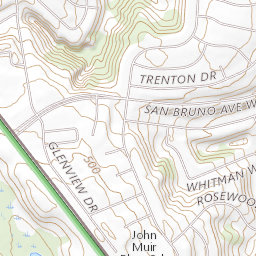 TRENTON DR
SAN BRUNO AVE W
GLENVIEW DR
500
WHITMAN W
ROSEWOO
John
Muir